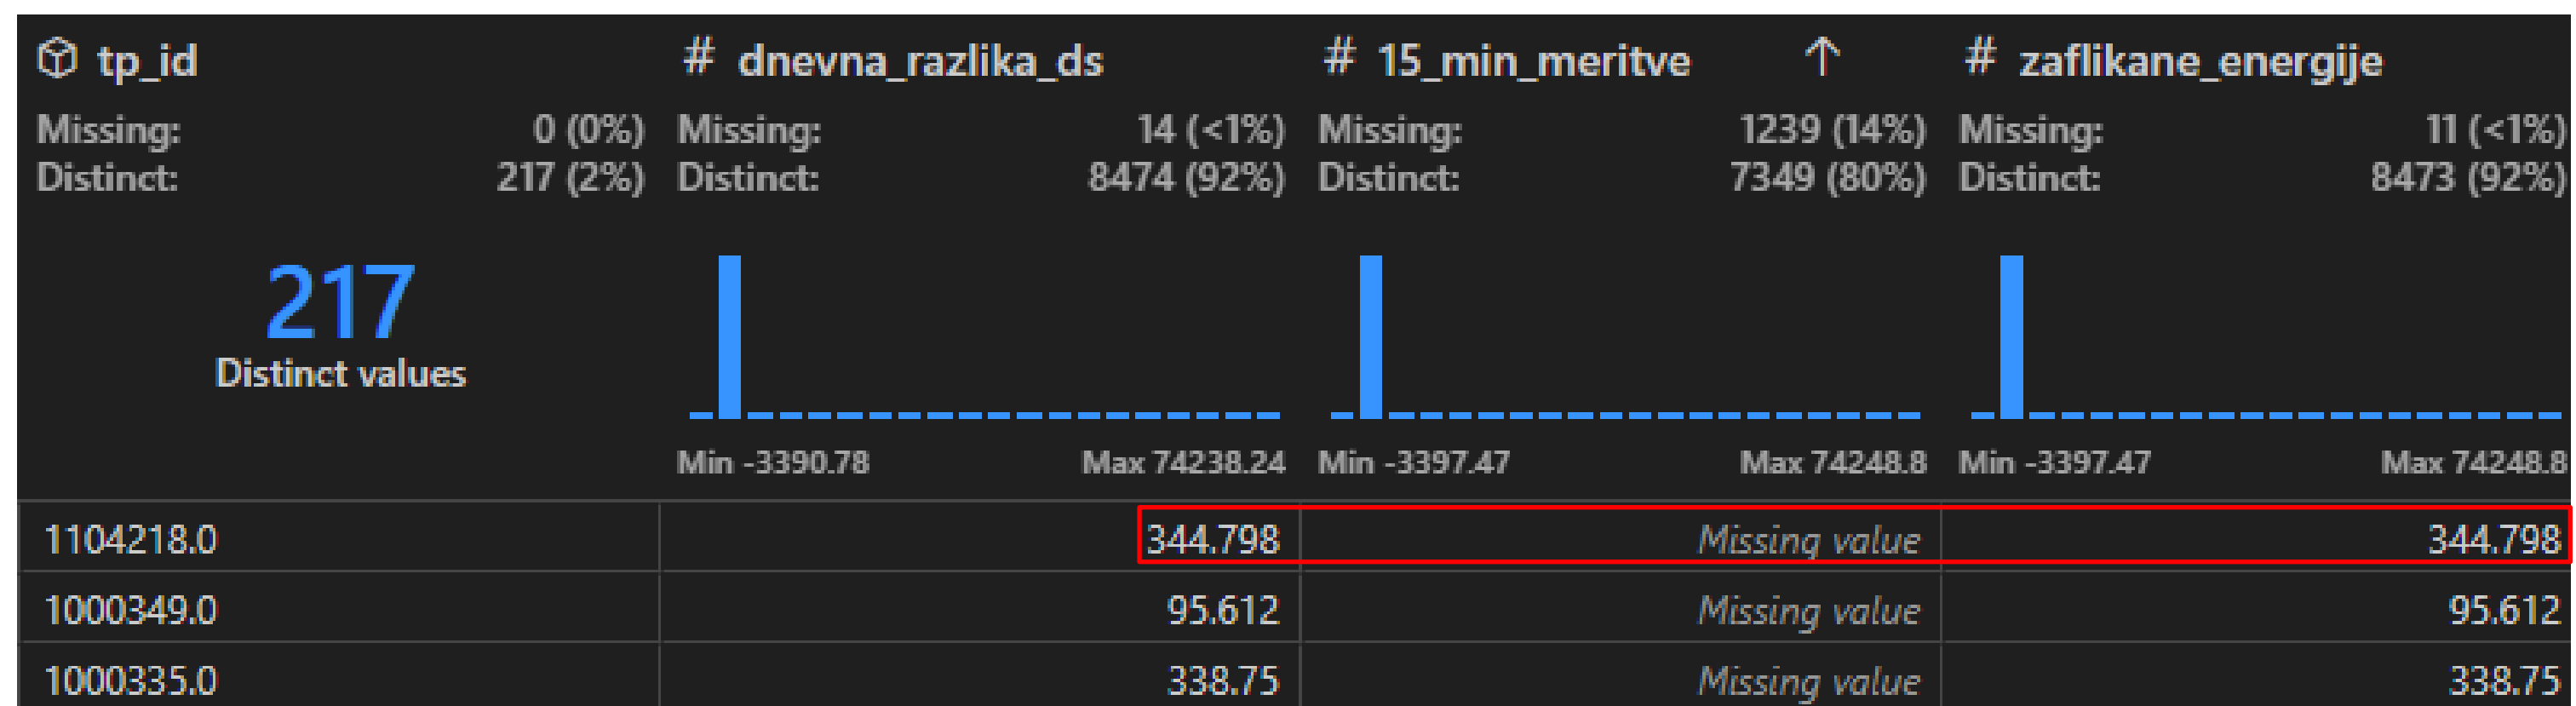 tp_id # dnevna_razlika_ds # 15_min_meritve ↑ # zaflikane_energije
Missing: 0 (0%) Missing: 14 (<1%) Missing: 1239 (14%) Missing: 11 (<1%)
Distinct: 217 (2%) Distinct: 8474 (92%) Distinct: 7349 (80%) Distinct: 8473 (92%)
217
Distinct values
Min -3390.78 Max 74238.24 Min -3397.47 Max 74248.8 Min -3397.47 Max 74248.8
1104218.0 344.798 Missing value 344.798
1000349.0 95.612 Missing value 95.612
1000335.0 338.75 Missing value 338.75